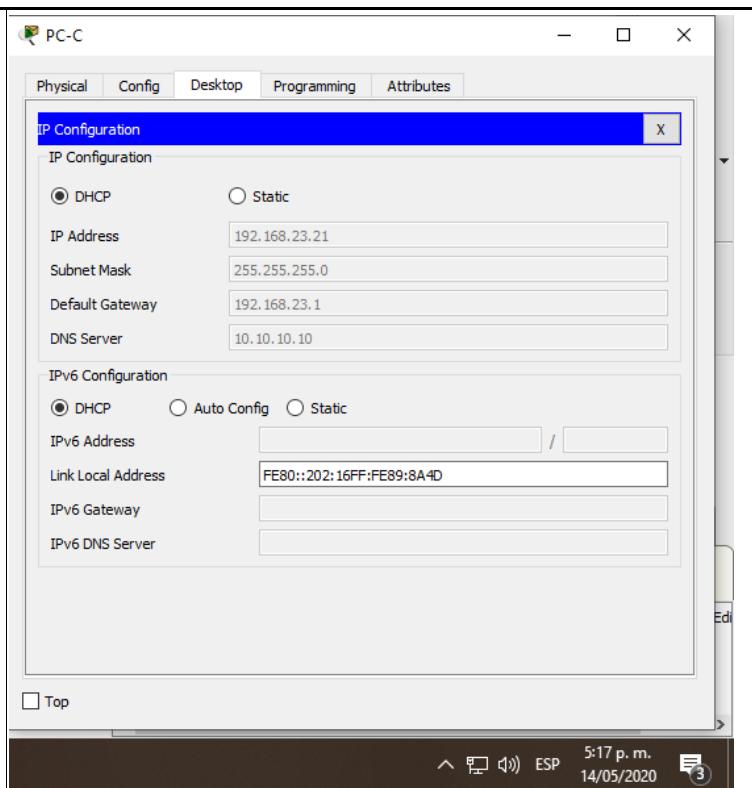 PC-C
Physical Config Desktop Programming Attributes
IP Configuration X
IP Configuration
DHCP Static
IP Address 192.168.23.21
Subnet Mask 255.255.255.0
Default Gateway 192.168.23.1
DNS Server 10.10.10.10
IPv6 Configuration
DHCP Auto Config Static
IPv6 Address /
Link Local Address FE80::202:16FF:FE89:8A4D
IPv6 Gateway
IPv6 DNS Server
Edi
Top
ESP 5:17 p. m.
14/05/2020 3